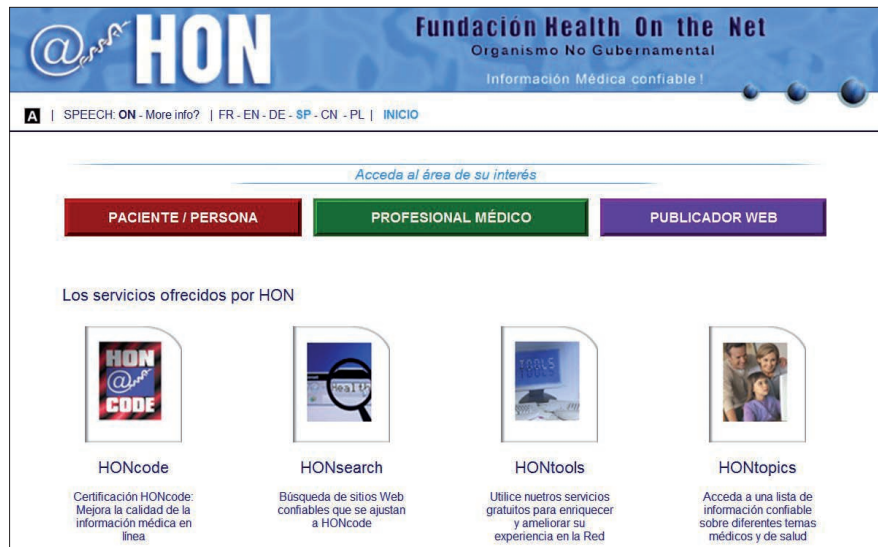 HON
Fundación Health On the Net
Organismo No Gubernamental
Información Médica confiable !
A | SPEECH: ON - More info? | FR - EN - DE - SP - CN - PL | INICIO
Acceda al área de su interés
PACIENTE / PERSONA
PROFESIONAL MÉDICO
PUBLICADOR WEB
Los servicios ofrecidos por HON
HON
CODE
Healt
TOOLS
HONcode
Certificación HONcode:
Mejora la calidad de la
información médica en
línea
HONsearch
Búsqueda de sitios Web
confiables que se ajustan
a HONcode
HONtools
Utilice nuetros servicios
gratuitos para enriquecer
y ameliorar su
experiencia en la Red
HONtopics
Acceda a una lista de
información confiable
sobre diferentes temas
médicos y de salud